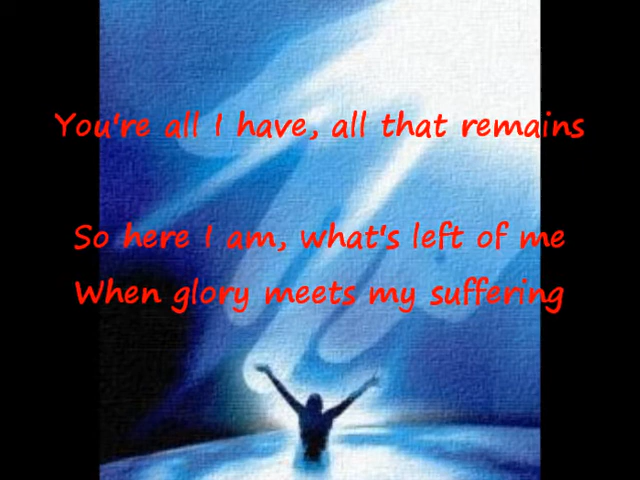 You're all I have, all that remains
So here I am, what's left of me
When glory meets my suffering